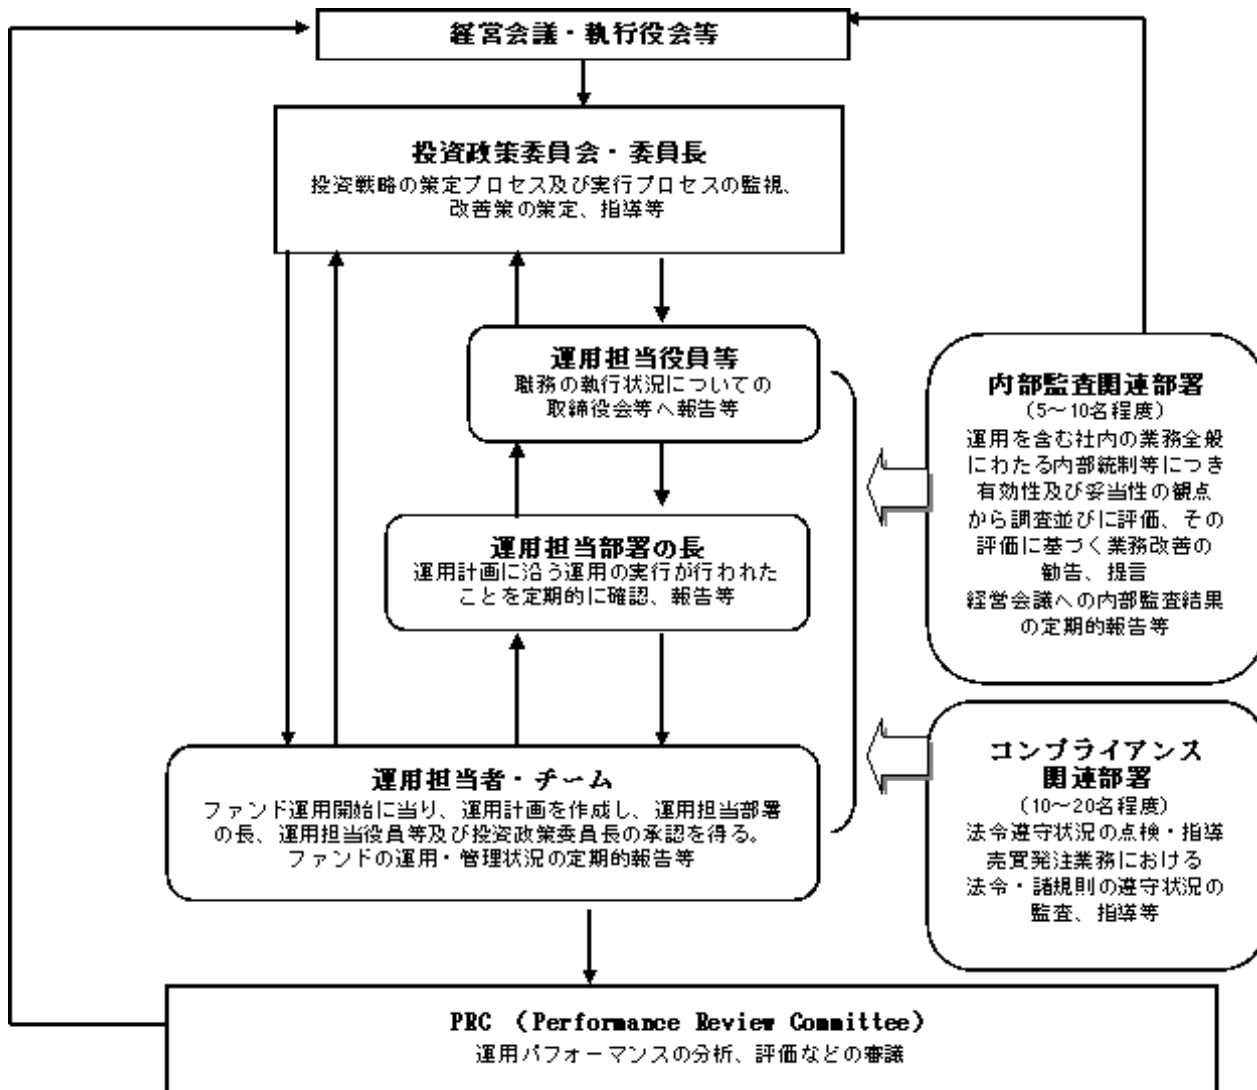 経営会議・執行役会等
投資政策委員会・委員長
投資戦略の策定プロセス及び実行プロセスの監視、
改善策の策定、指導等
運用担当役員等
職務の執行状況についての
取締役会等へ報告等
運用担当部署の長
運用計画に沿う運用の実行が行われた
ことを定期的に確認、報告等
運用担当者・チーム
ファンド運用開始に当り、運用計画を作成し、運用担当部署
の長、運用担当役員等及び投資政策委員長の承認を得る。
ファンドの運用・管理状況の定期的報告等
内部監査関連部署
（5～10名程度）
運用を含む社内の業務全般
にわたる内部統制等につき
有効性及び妥当性の観点
から調査並びに評価、その
評価に基づく業務改善の
勧告、提言
経営会議への内部監査結果
の定期的報告等
コンプライアンス
関連部署
（10～20名程度）
法令遵守状況の点検・指導
売買発注業務における
法令・諸規則の遵守状況の
監査、指導等
PRC （Performance Review Committee）
運用パフォーマンスの分析、評価などの審議